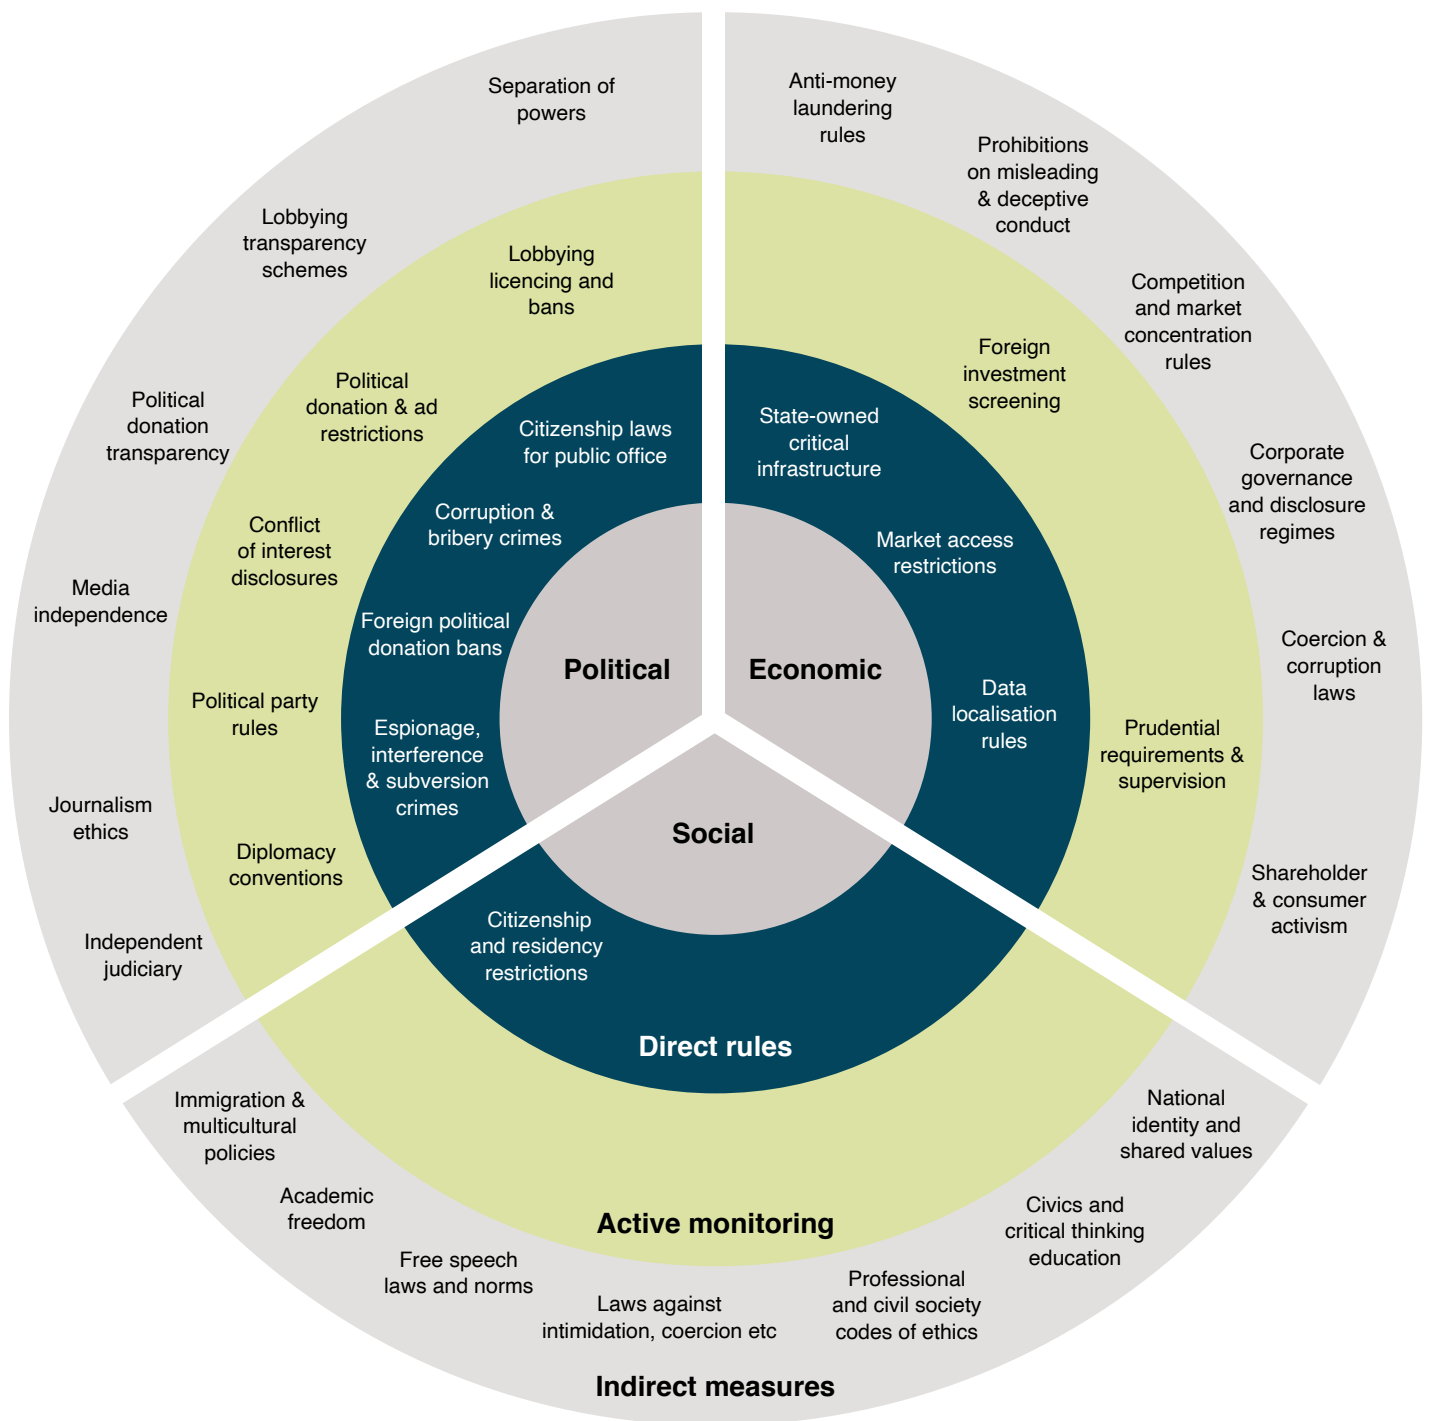 Separation of
powers
Lobbying
transparency
schemes
Political
donation
transparency
Media
independence
Journalism
ethics
Independent
judiciary
Lobbying
licencing and
bans
Political
donation & ad
restrictions
Conflict
of interest
disclosures
Political party
rules
Diplomacy
conventions
Citizenship laws
for public office
Corruption &
bribery crimes
Foreign political
donation bans
Espionage,
interference
& subversion
crimes
Political
Anti-money
laundering
rules
Prohibitions
on misleading
& deceptive
conduct
Competition
and market
concentration
rules
Corporate
governance
and disclosure
regimes
Coercion &
corruption
laws
Shareholder
& consumer
activism
Foreign
investment
screening
Prudential
requirements &
supervision
State-owned
critical
infrastructure
Market access
restrictions
Data
localisation
rules
Economic
Social
Citizenship
and residency
restrictions
Direct rules
Active monitoring
Immigration &
multicultural
policies
Academic
freedom
Free speech
laws and norms
Laws against
intimidation, coercion etc
Professional
and civil society
codes of ethics
Civics and
critical thinking
education
National
identity and
shared values
Indirect measures